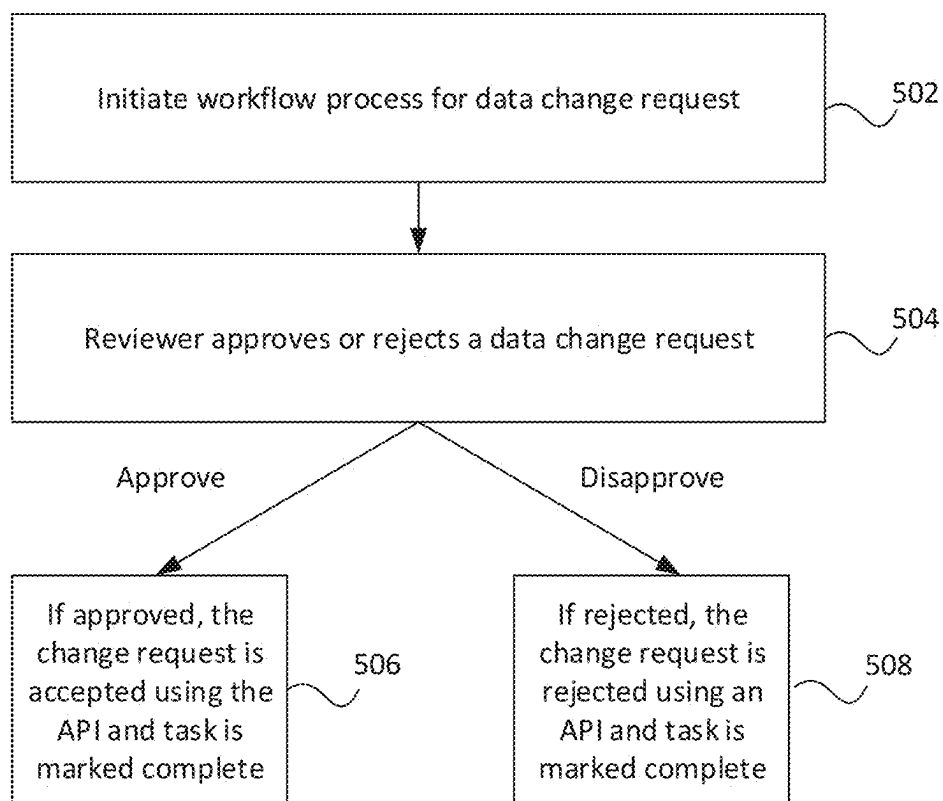 Initiate workflow process for data change request
502
Reviewer approves or rejects a data change request
504
Approve
Disapprove
If approved, the
change request is
accepted using the
API and task is
marked complete
506
If rejected, the
change request is
rejected using an
API and task is
marked complete
508